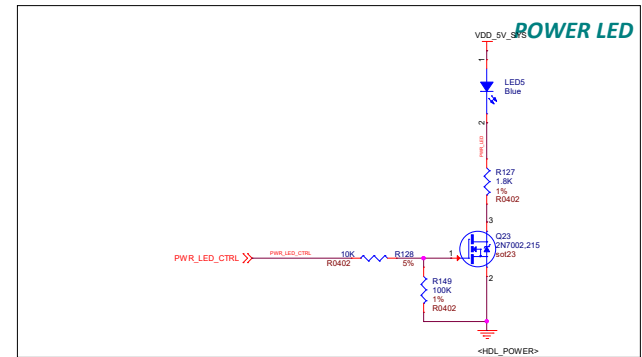 POWER LED
VDD_5V_SYS
1
LED5
Blue
2
PWR_LED
R127
1.8K
1%
R0402
3
Q23
2N7002,215
sot23
PWR_LED_CTRL
PWR_LED_CTRL
10K
R0402
R128
5%
1
2
R149
100K
1%
R0402
<HDL_POWER>